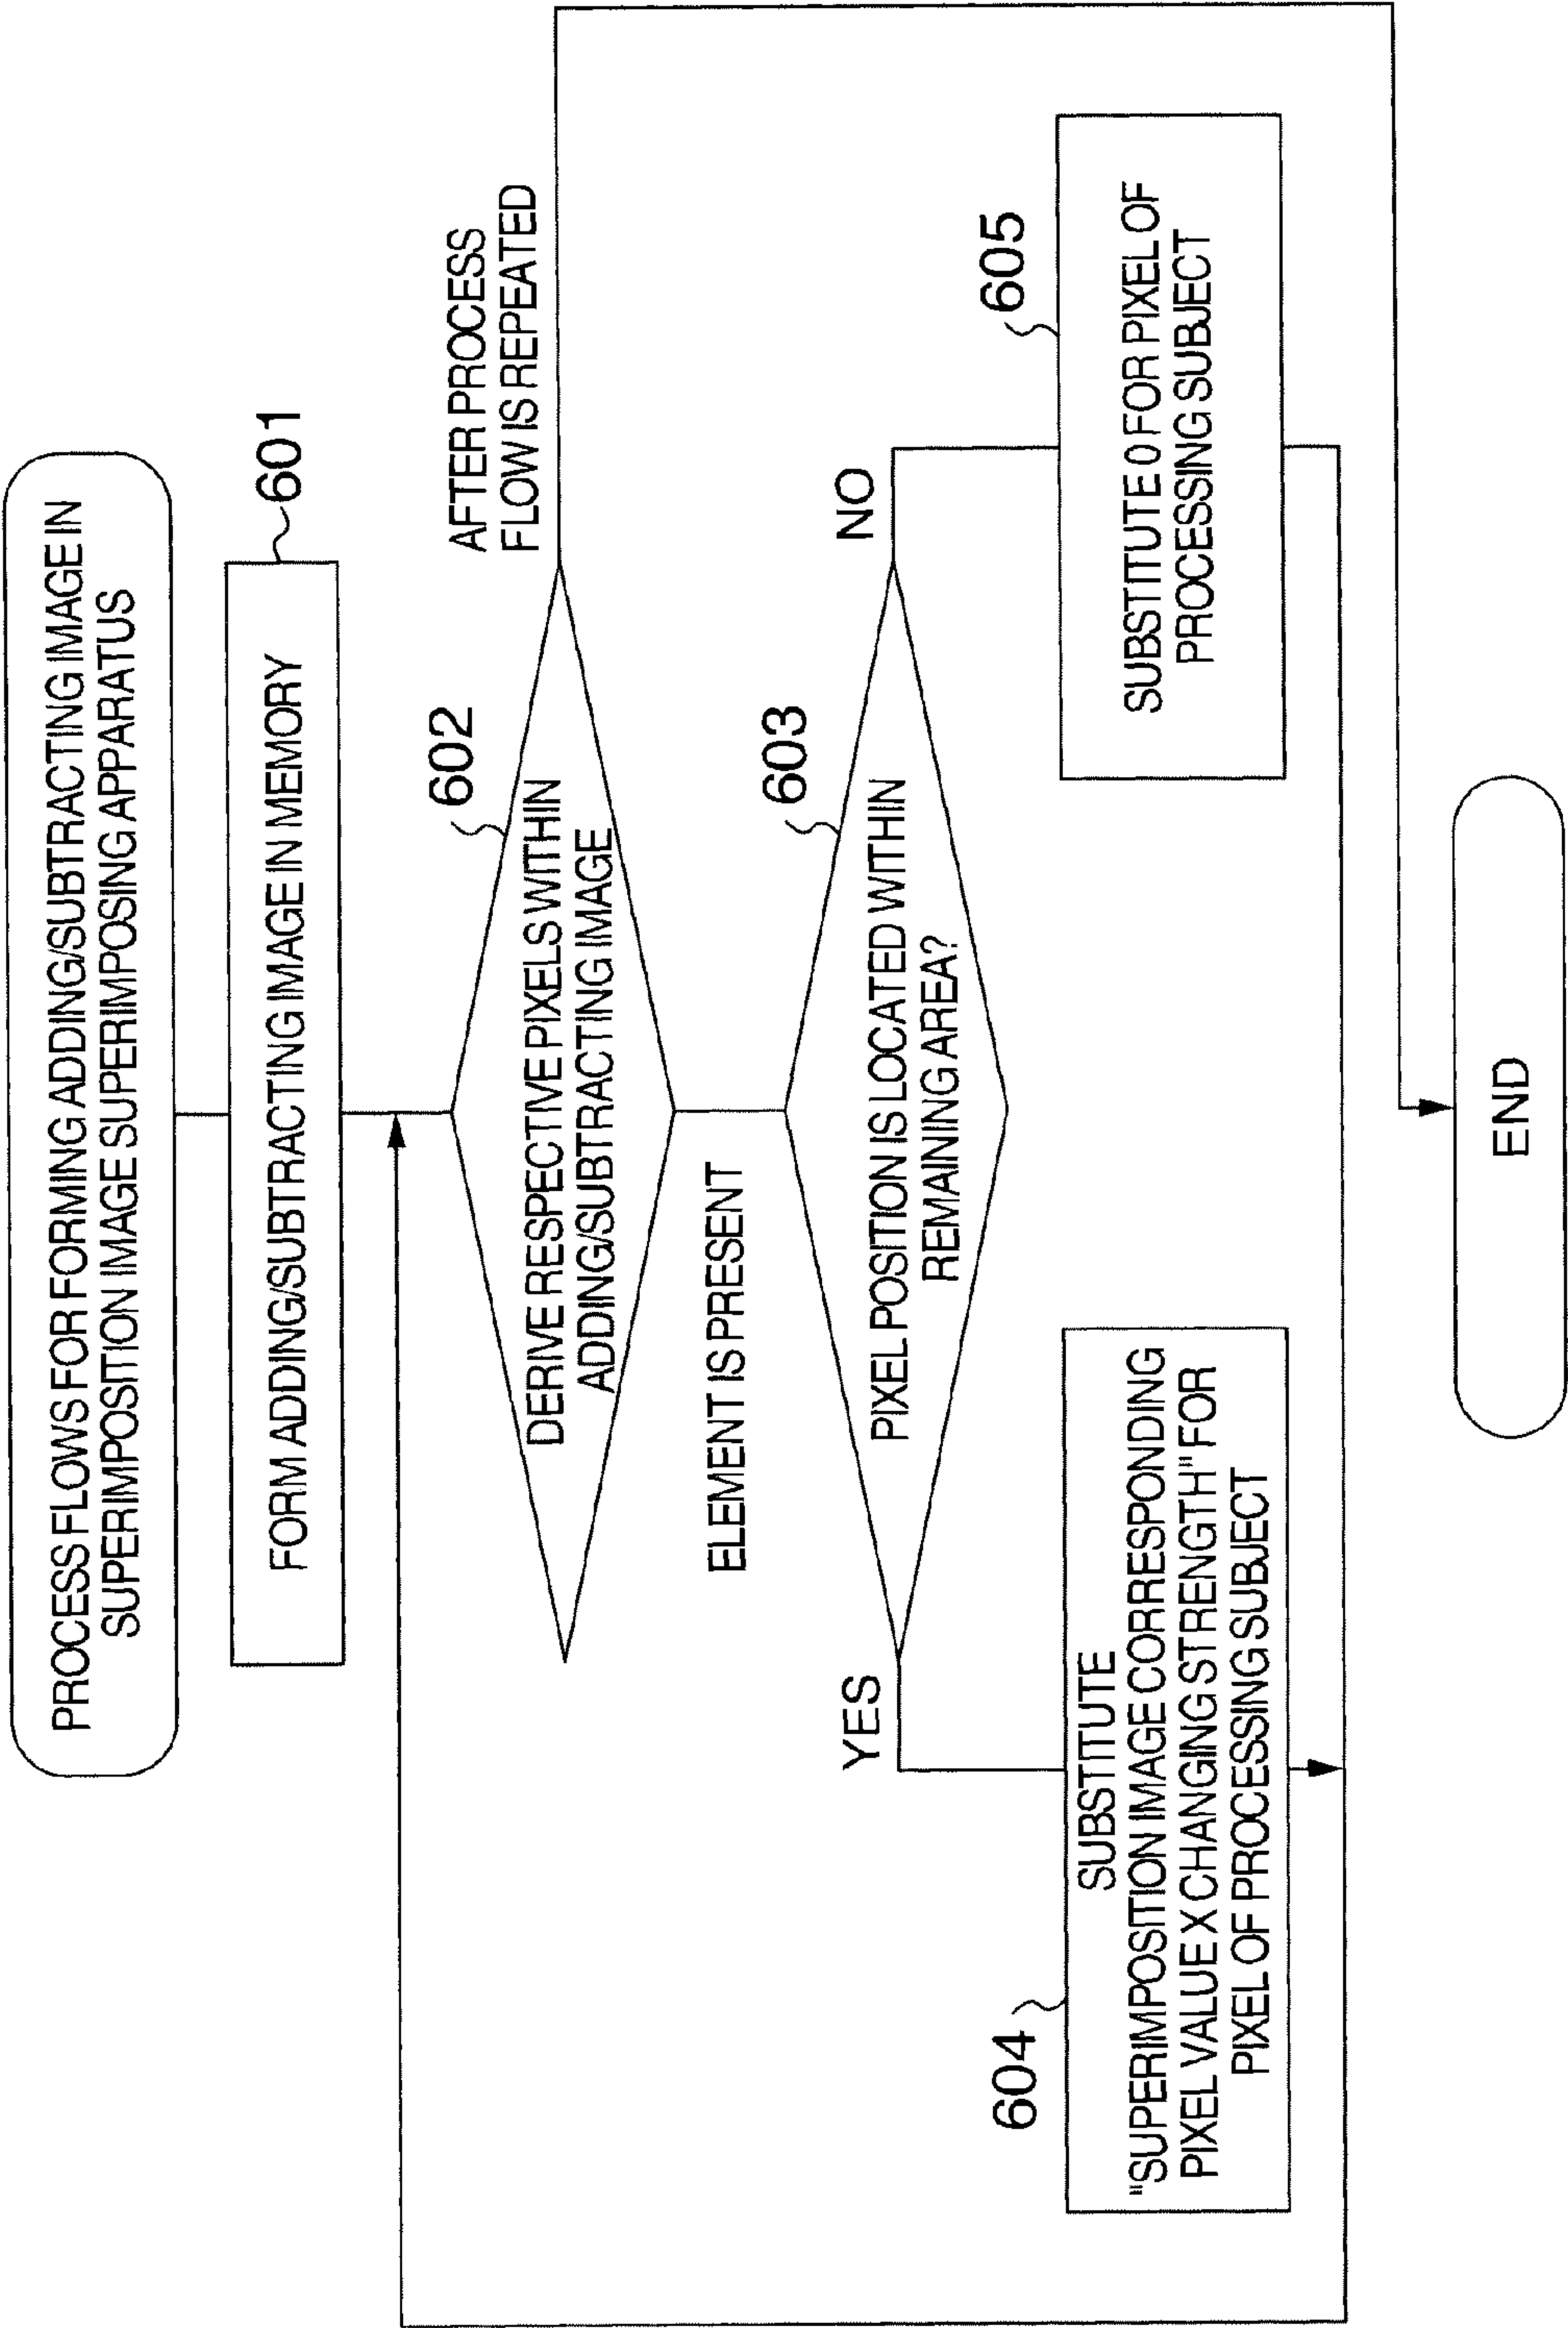 PROCESS FLOWS FOR FORMING ADDING/SUBTRACTING IMAGE IN
SUPERIMPOSITION IMAGE SUPERIMPOSING APPARATUS
601
FORM ADDING/SUBTRACTING IMAGE IN MEMORY
602
AFTER PROCESS
FLOW IS REPEATED
DERIVE RESPECTIVE PIXELS WITHIN
ADDING/SUBTRACTING IMAGE
ELEMENT IS PRESENT
603
PIXEL POSITION IS LOCATED WITHIN
REMAINING AREA?
YES
NO
604
SUBSTITUTE
"SUPERIMPOSITION IMAGE CORRESPONDING
PIXEL VALUE X CHANGING STRENGTH" FOR
PIXEL OF PROCESSING SUBJECT
605
SUBSTITUTE 0 FOR PIXEL OF
PROCESSING SUBJECT
END